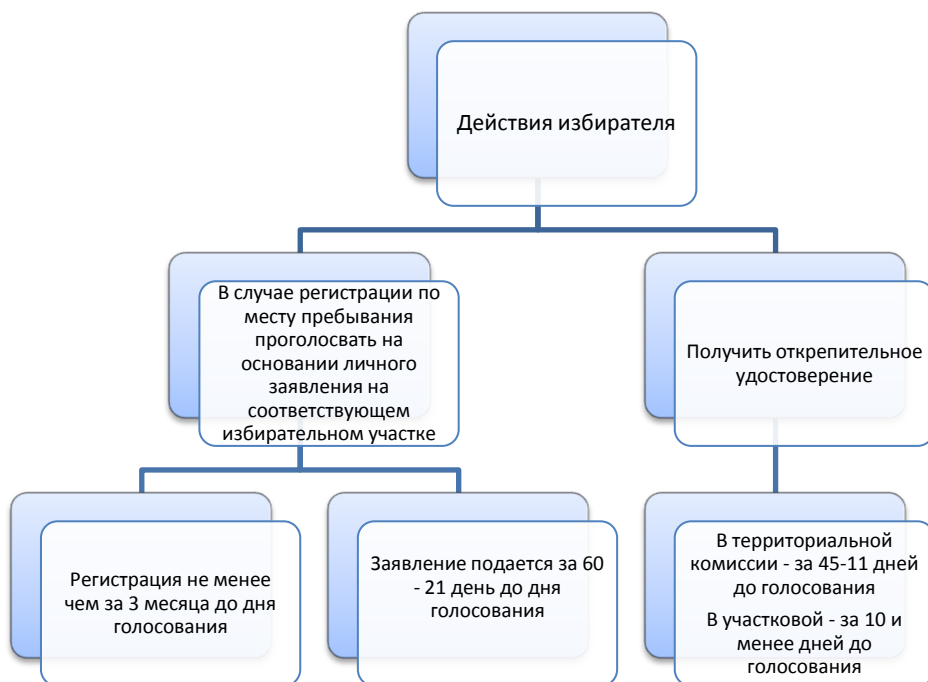 Действия избирателя
В случае регистрации по
месту пребывания
проголосвать на
основании личного
заявления на
соответствующем
избирательном участке
Получить открепительное
удостоверение
Регистрация не менее
чем за 3 месяца до дня
голосования
Заявление подается за 60
- 21 день до дня
голосования
В территориальной
комиссии - за 45-11 дней
до голосования
В участковой - за 10 и
менее дней до
голосования